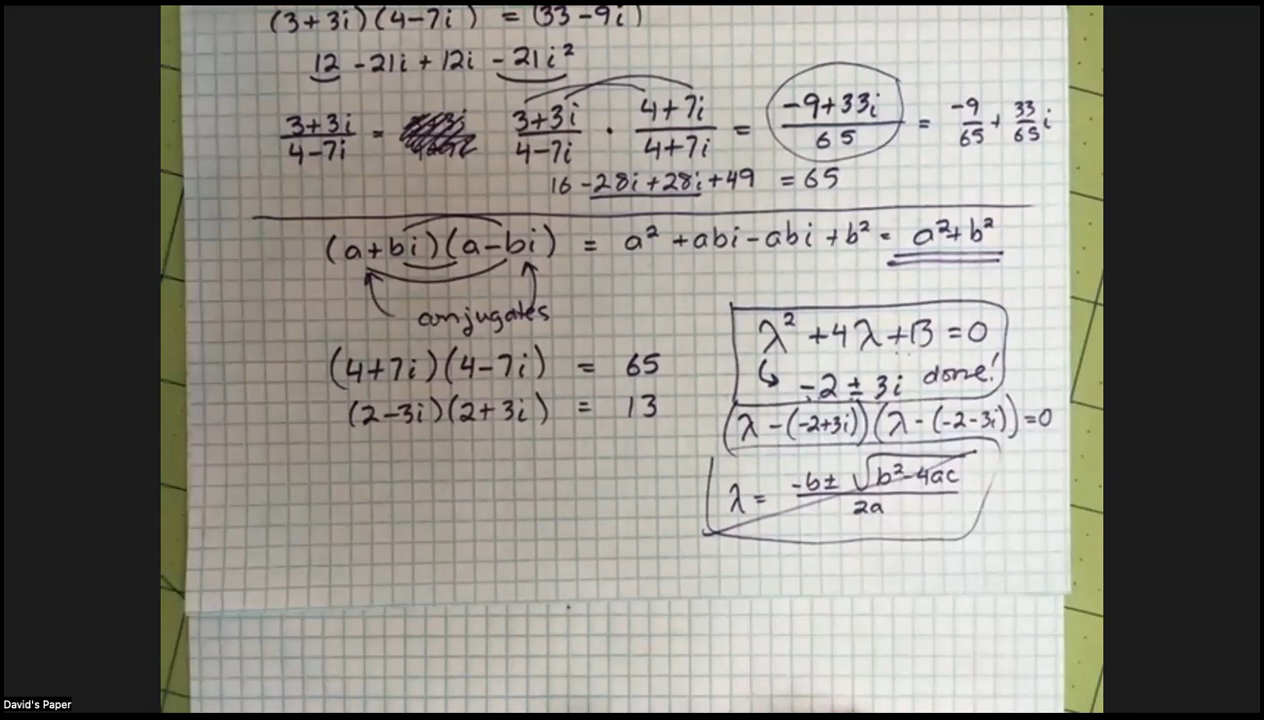 (3+3i)(4-7i) = (33-9i)
12 -21i + 12i -21i²
(3+3i)/(4-7i) = (3+3i)/(4-7i) · (4+7i)/(4+7i) = (-9+33i)/65 = -9/65 + 33/65 i
16 -28i+28i +49 = 65
(a+bi)(a-bi) = a² +abi-abi +b² = a²+b²
conjugates
(4+7i)(4-7i) = 65
(2-3i)(2+3i) = 13
λ² +4λ+13 =0
↳ -2 ± 3i done!
(λ-(-2+3i))(λ-(-2-3i))=0
λ = (-b±√(b²-4ac))/2a
David's Paper